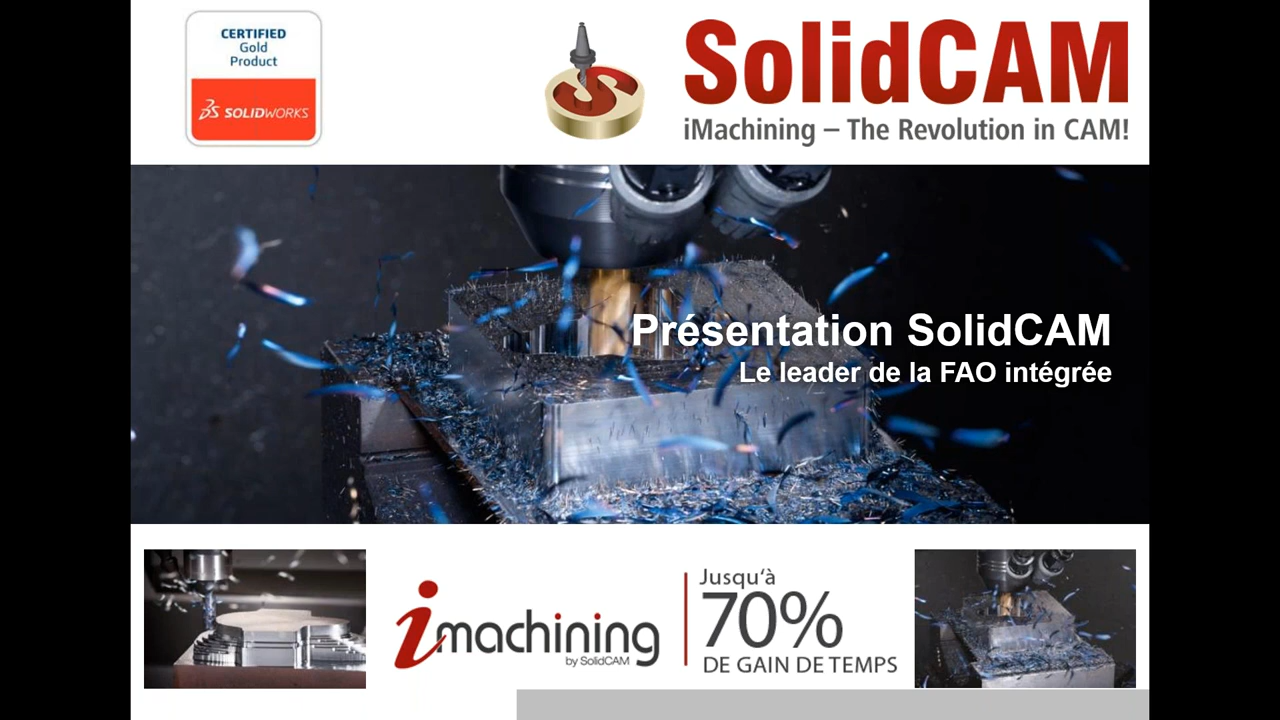 CERTIFIED
Gold
Product
SOLIDWORKS
SolidCAM
iMachining – The Revolution in CAM!
Présentation SolidCAM
Le leader de la FAO intégrée
imachining
by SolidCAM
Jusqu'à
70%
DE GAIN DE TEMPS